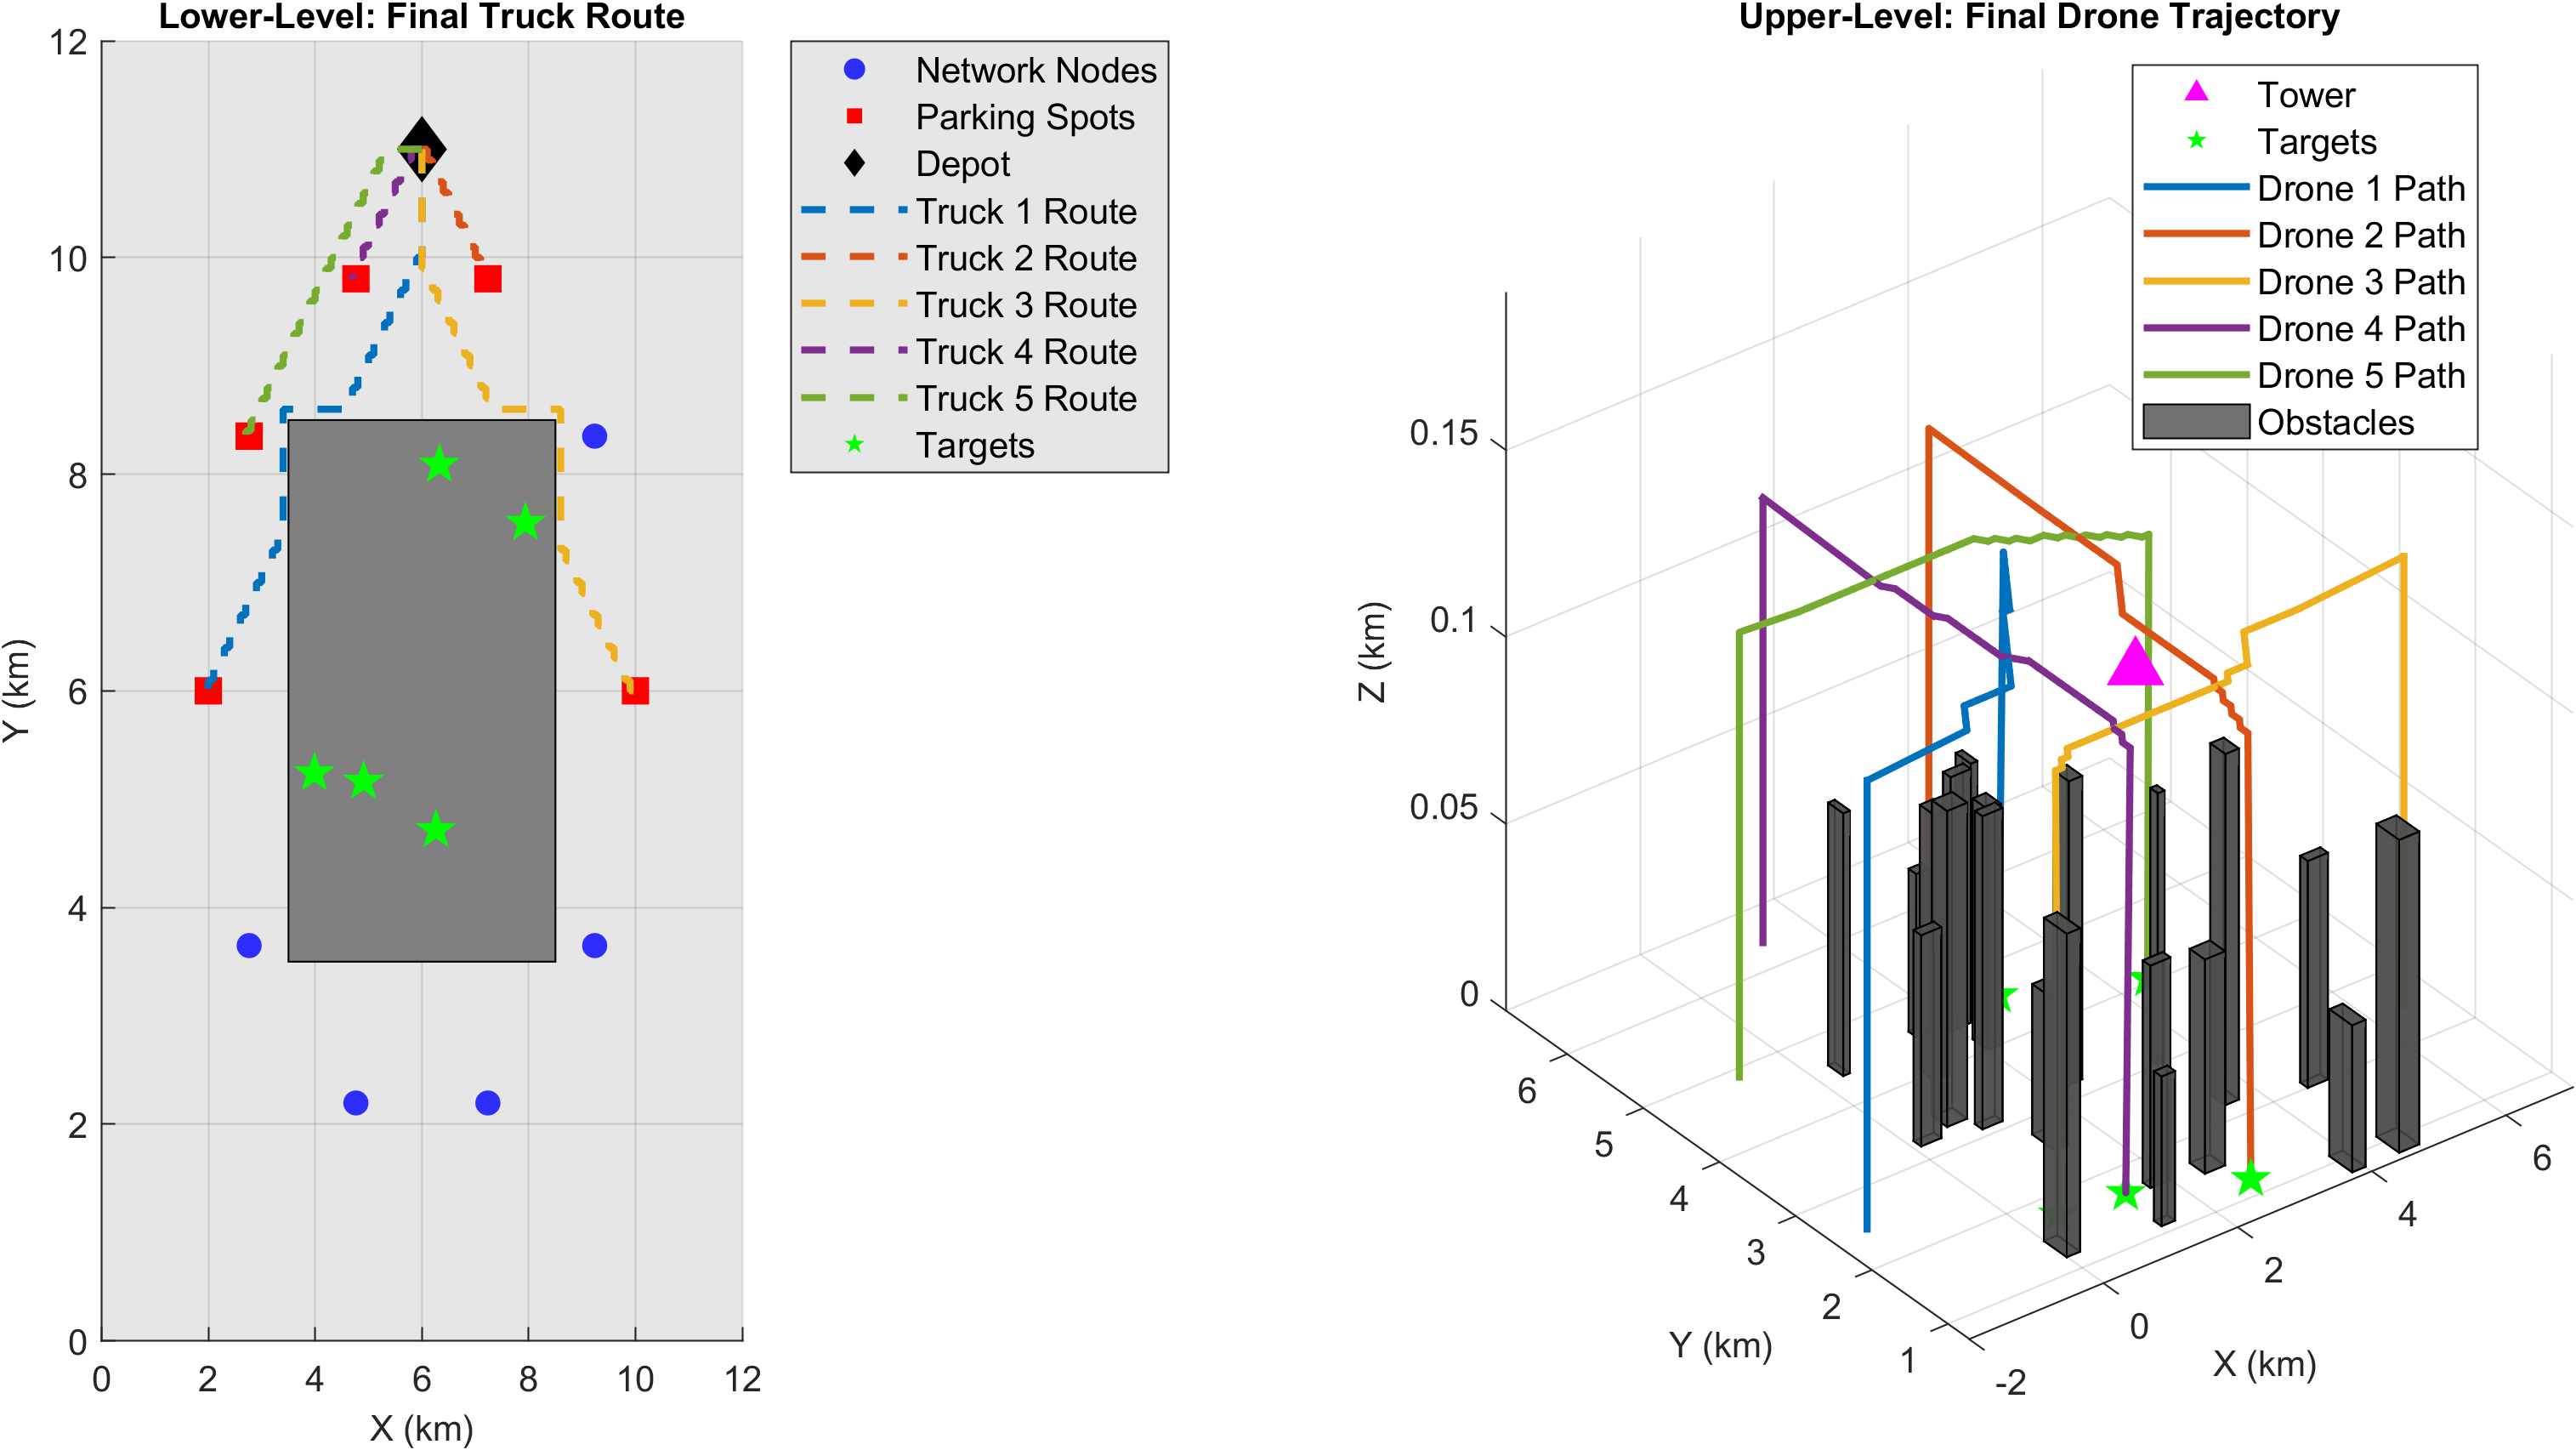 Lower-Level: Final Truck Route
12
10
8
6
4
2
0
0 2 4 6 8 10 12
X (km)
Y (km)
Network Nodes
Parking Spots
Depot
Truck 1 Route
Truck 2 Route
Truck 3 Route
Truck 4 Route
Truck 5 Route
Targets
Upper-Level: Final Drone Trajectory
Tower
Targets
Drone 1 Path
Drone 2 Path
Drone 3 Path
Drone 4 Path
Drone 5 Path
Obstacles
0.15
0.1
0.05
0
Z (km)
6
5
4
3
2
1
Y (km)
-2
0
2
4
6
X (km)